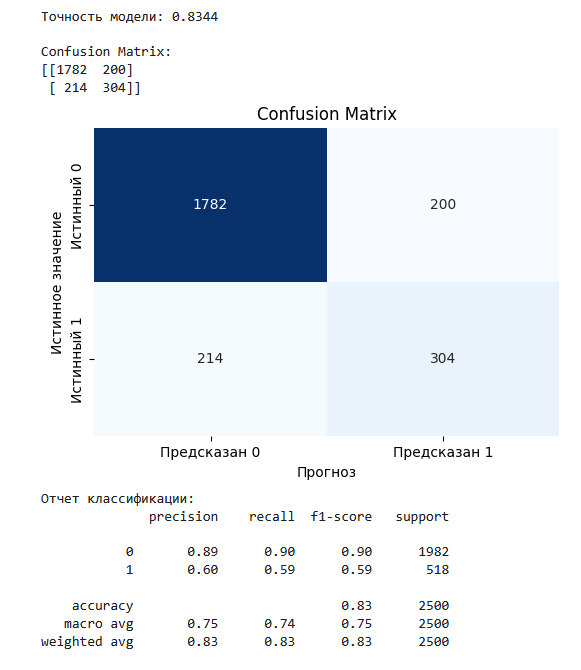 Точность модели: 0.8344
Confusion Matrix:
[[1782  200]
 [ 214  304]]
Confusion Matrix
Истинное значение
Истинный 0
1782
200
Истинный 1
214
304
Предсказан 0
Предсказан 1
Прогноз
Отчет классификации:
              precision    recall  f1-score   support
           0       0.89      0.90      0.90      1982
           1       0.60      0.59      0.59       518
    accuracy                           0.83      2500
   macro avg       0.75      0.74      0.75      2500
weighted avg       0.83      0.83      0.83      2500